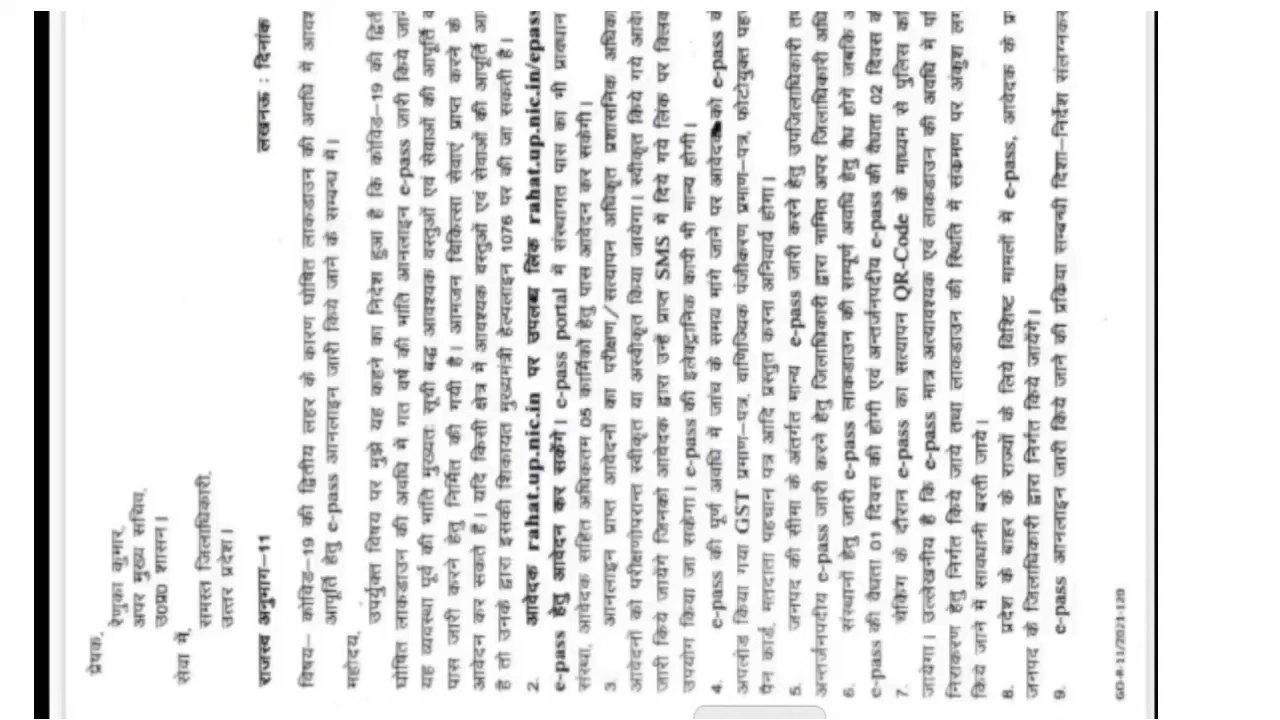 प्रेषक,
रेणुका कुमार,
अपर मुख्य सचिव,
उ0प्र0 शासन।
सेवा में,
समस्त जिलाधिकारी,
उत्तर प्रदेश।
राजस्व अनुभाग-11 लखनऊ : दिनांक
विषय- कोविड-19 की द्वितीय लहर के कारण घोषित लाकडाउन की अवधि में
आपूर्ति हेतु e-pass आनलाइन जारी किये जाने के सम्बन्ध में।
महोदय,
उपर्युक्त विषय पर मुझे यह कहने का निदेश हुआ है कि कोविड-19 की
घोषित लाकडाउन की अवधि में गत वर्ष की भांति आनलाइन e-pass जारी किये
यह व्यवस्था पूर्व की भांति मुख्यतः सूची बद्ध आवश्यक वस्तुओं एवं सेवाओं की आपूर्ति
पास जारी करने हेतु निर्मित की गयी है। आमजन चिकित्सा सेवाएं प्राप्त करने के
आवेदन कर सकते है। यदि किसी क्षेत्र में आवश्यक वस्तुओं एवं सेवाओं की आपूर्ति
है तो उनके द्वारा इसकी शिकायत मुख्यमंत्री हेल्पलाइन 1076 पर की जा सकती है।
2. आवेदक rahat.up.nic.in पर उपलब्ध लिंक rahat.up.nic.in/epass
e-pass हेतु आवेदन कर सकेंगे। e-pass portal में संस्थागत पास का भी प्रावधान
संस्था, आवेदक सहित अधिकतम 05 कार्मिकों हेतु पास आवेदन कर सकेगी।
3 आनलाइन प्राप्त आवेदनों का परीक्षण/सत्यापन अधिकृत प्रशासनिक
आवेदनों को परीक्षणोपरान्त स्वीकृत या अस्वीकृत किया जायेगा। स्वीकृत किये गये
जारी किये जायेंगे जिनको आवेदक द्वारा उन्हें प्राप्त SMS में दिये गये लिंक पर
उपयोग किया जा सकेगा। e-pass की इलेक्ट्रानिक कापी भी मान्य होगी।
4. e-pass की पूर्ण अवधि में जांच के समय मांगे जाने पर आवेदक को e-pass
अपलोड किया गया GST प्रमाण-पत्र, वाणिज्यिक पंजीकरण प्रमाण-पत्र, फोटोयुक्त
पैन कार्ड, मतदाता पहचान पत्र आदि प्रस्तुत करना अनिवार्य होगा।
5. जनपद की सीमा के अंतर्गत मान्य e-pass जारी करने हेतु उपजिलाधिकारी
अन्तर्जनपदीय e-pass जारी करने हेतु जिलाधिकारी द्वारा नामित अपर जिलाधिकारी
6. संस्थानों हेतु जारी e-pass लाकडाउन की सम्पूर्ण अवधि हेतु वैध होगें जबकि
e-pass की वैधता 01 दिवस की होगी एवं अन्तर्जनपदीय e-pass की वैधता 02 दिवस
7. चेकिंग के दौरान e-pass का सत्यापन QR-Code के माध्यम से पुलिस
जायेगा। उल्लेखनीय है कि e-pass मात्र अत्यावश्यक एवं लाकडाउन की अवधि में
निराकरण हेतु निर्गत किये जाये तथा लाकडाउन की स्थिति में संक्रमण पर अंकुश
किये जाने में सावधानी बरती जाये।
8. प्रदेश के बाहर के राज्यों के लिये विशिष्ट मामलों में e-pass, आवेदक के
जनपद के जिलाधिकारी द्वारा निर्गत किये जायेंगे।
9. e-pass आनलाइन जारी किये जाने की प्रक्रिया सम्बन्धी दिशा-निर्देश
GO-R-11/2021-120